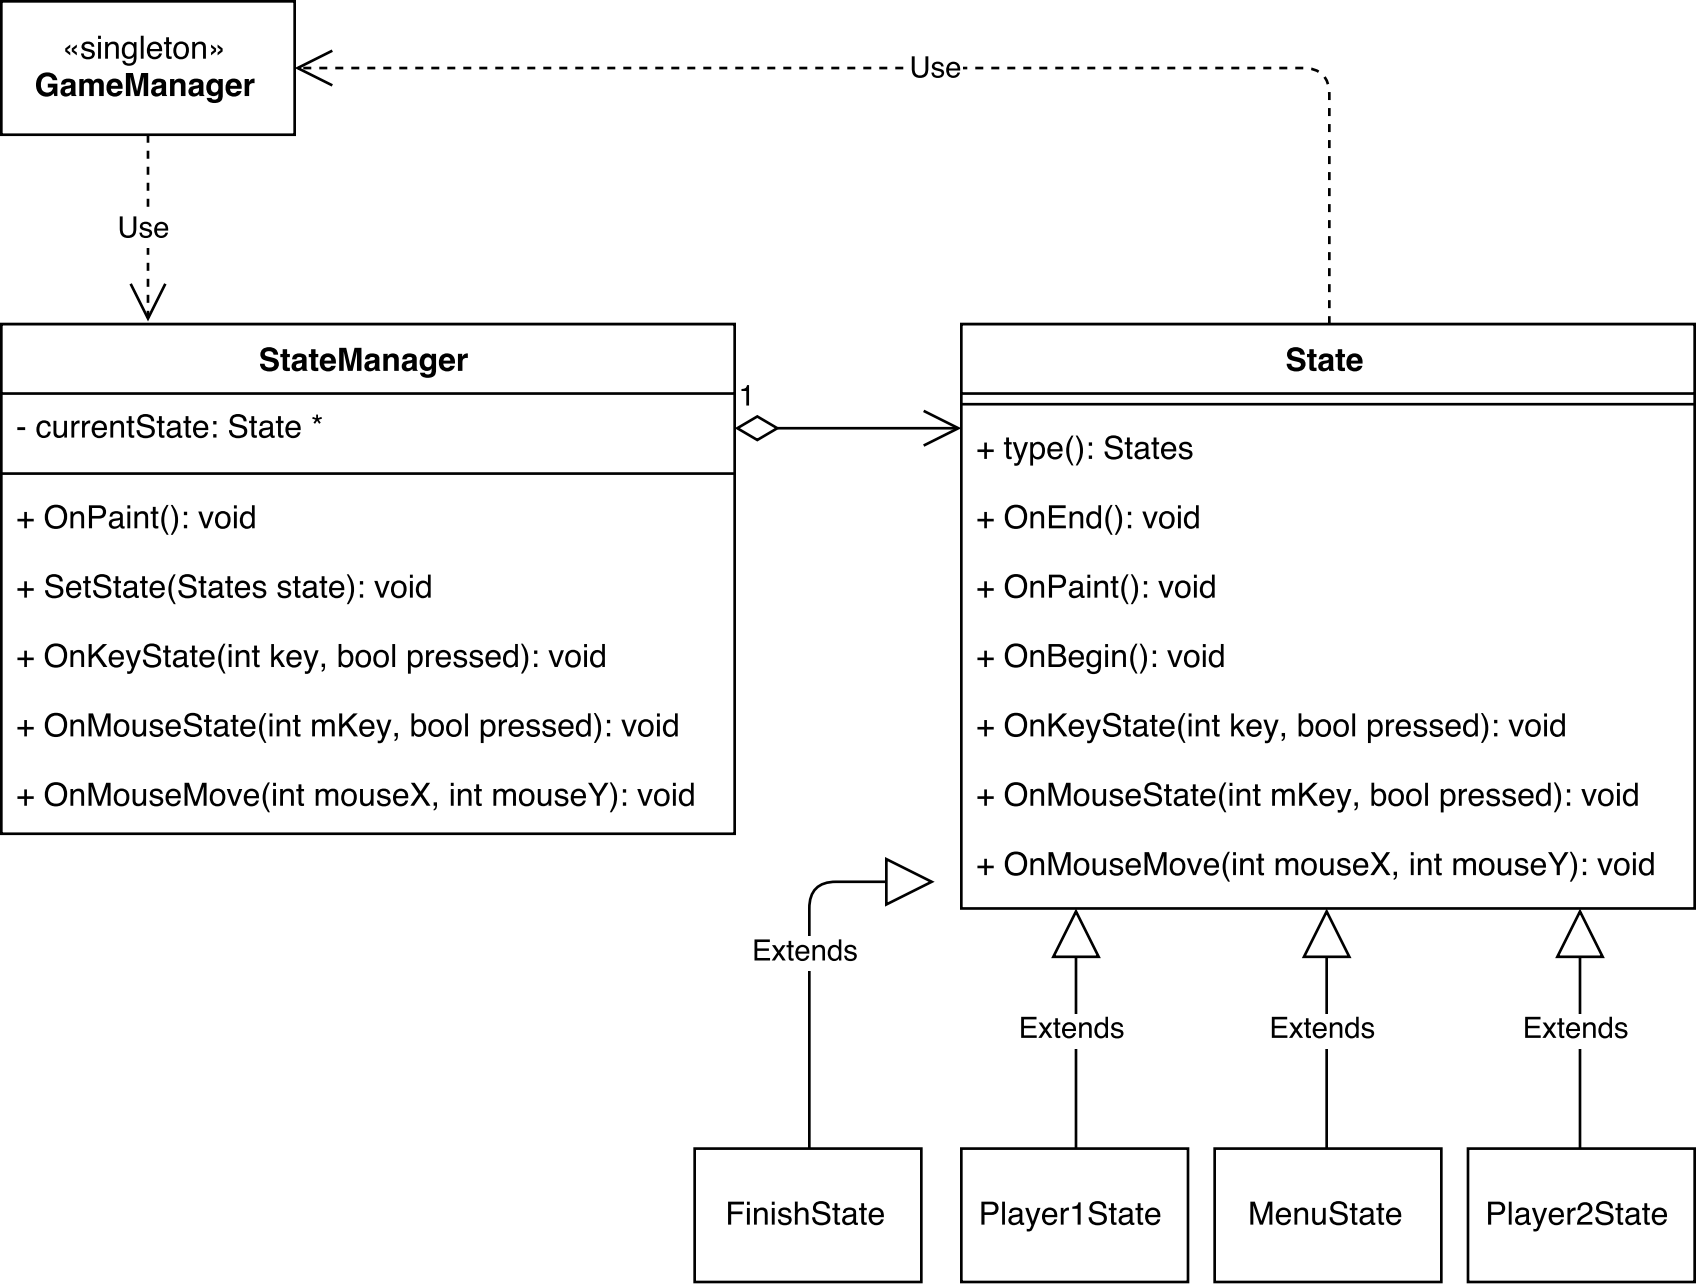 «singleton»
GameManager
Use
Use
StateManager
- currentState: State *
+ OnPaint(): void
+ SetState(States state): void
+ OnKeyState(int key, bool pressed): void
+ OnMouseState(int mKey, bool pressed): void
+ OnMouseMove(int mouseX, int mouseY): void
1
State
+ type(): States
+ OnEnd(): void
+ OnPaint(): void
+ OnBegin(): void
+ OnKeyState(int key, bool pressed): void
+ OnMouseState(int mKey, bool pressed): void
+ OnMouseMove(int mouseX, int mouseY): void
Extends
Extends
Extends
Extends
FinishState
Player1State
MenuState
Player2State